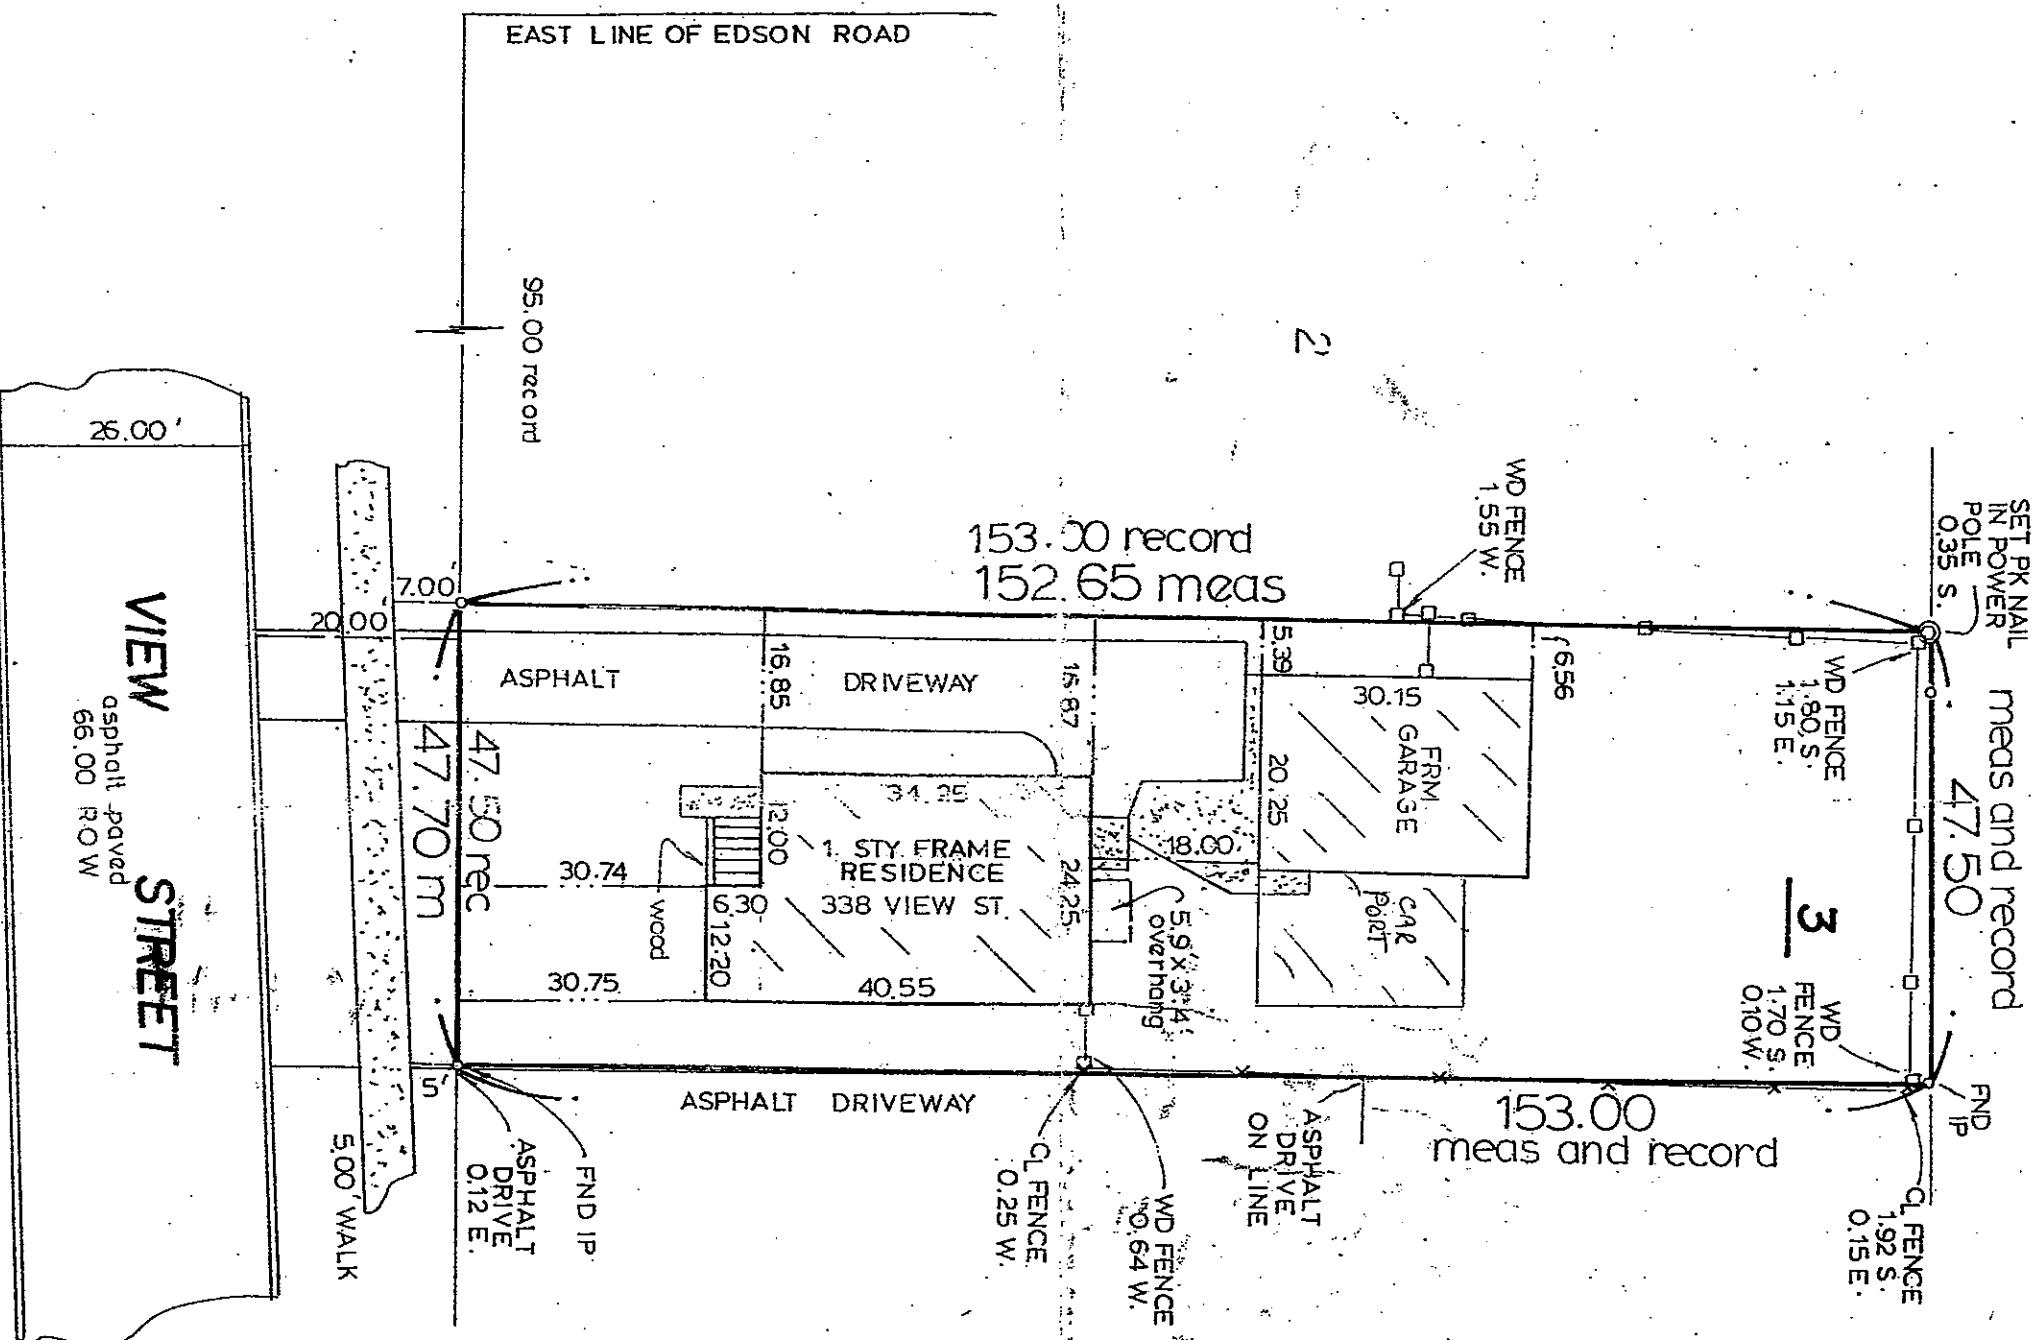 EAST LINE OF EDSON ROAD
95.00 record
2
26.00'
VIEW STREET
asphalt paved
66.00 ROW
7.00
20.00
5'
5.00' WALK
153.00 record
152.65 meas
WD FENCE
1.55 W.
SET PK NAIL
IN POWER
POLE
0.35 S.
meas and record
47.50
WD FENCE
1.80 S.
1.15 E.
6.56
5.39
30.15
FRM.
GARAGE
20.25
CAR
PORT
3
WD
FENCE
1.70 S.
0.10 W.
FND
IP
CL FENCE
1.92 S.
0.15 E.
ASPHALT DRIVEWAY
16.85
15.87
47.50 rec
47.70 m
34.25
12.00
1 STY. FRAME
RESIDENCE
338 VIEW ST.
24.25
18.00
30.74
6.30
12.20
wood
30.75
40.55
5.9 x 3.4
overhang
ASPHALT DRIVEWAY
153.00
meas and record
ASPHALT
DRIVE
ON LINE
WD FENCE
0.64 W.
CL FENCE
0.25 W.
FND IP
ASPHALT
DRIVE
0.12 E.